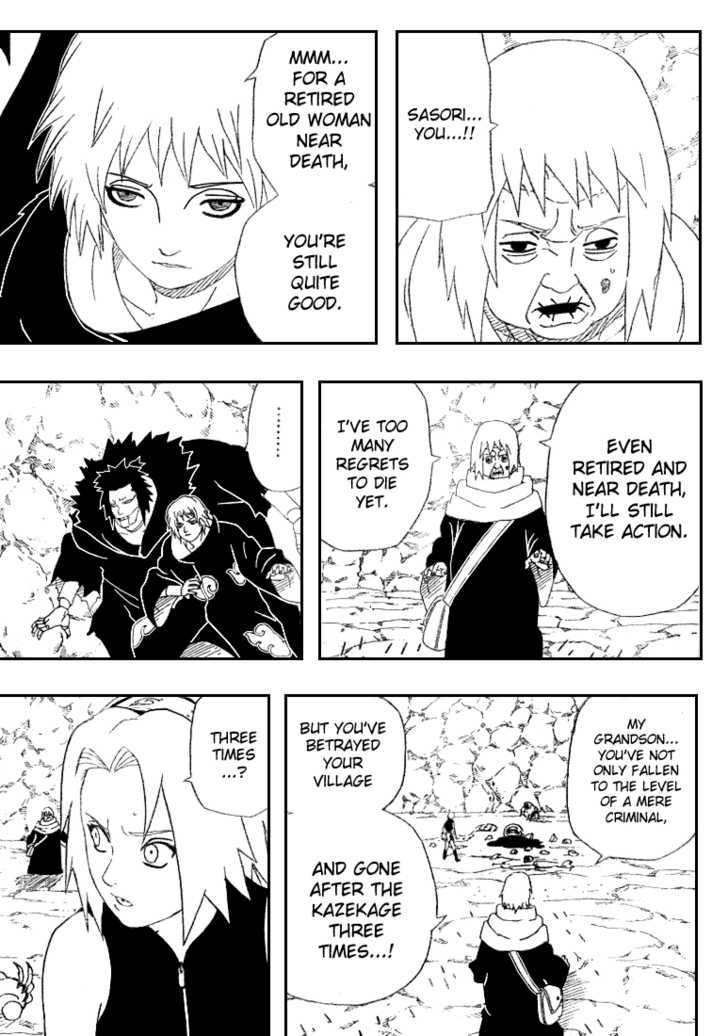 SASORI...
YOU...!!
MMM...
FOR A
RETIRED
OLD WOMAN
NEAR
DEATH,
YOU'RE
STILL
QUITE
GOOD.
EVEN
RETIRED AND
NEAR DEATH,
I'LL STILL
TAKE ACTION.
I'VE TOO
MANY
REGRETS
TO DIE
YET.
.........
MY
GRANDSON...
YOU'VE NOT
ONLY FALLEN
TO THE LEVEL
OF A MERE
CRIMINAL,
BUT YOU'VE
BETRAYED
YOUR
VILLAGE
AND GONE
AFTER THE
KAZEKAGE
THREE
TIMES...!
THREE
TIMES
...?